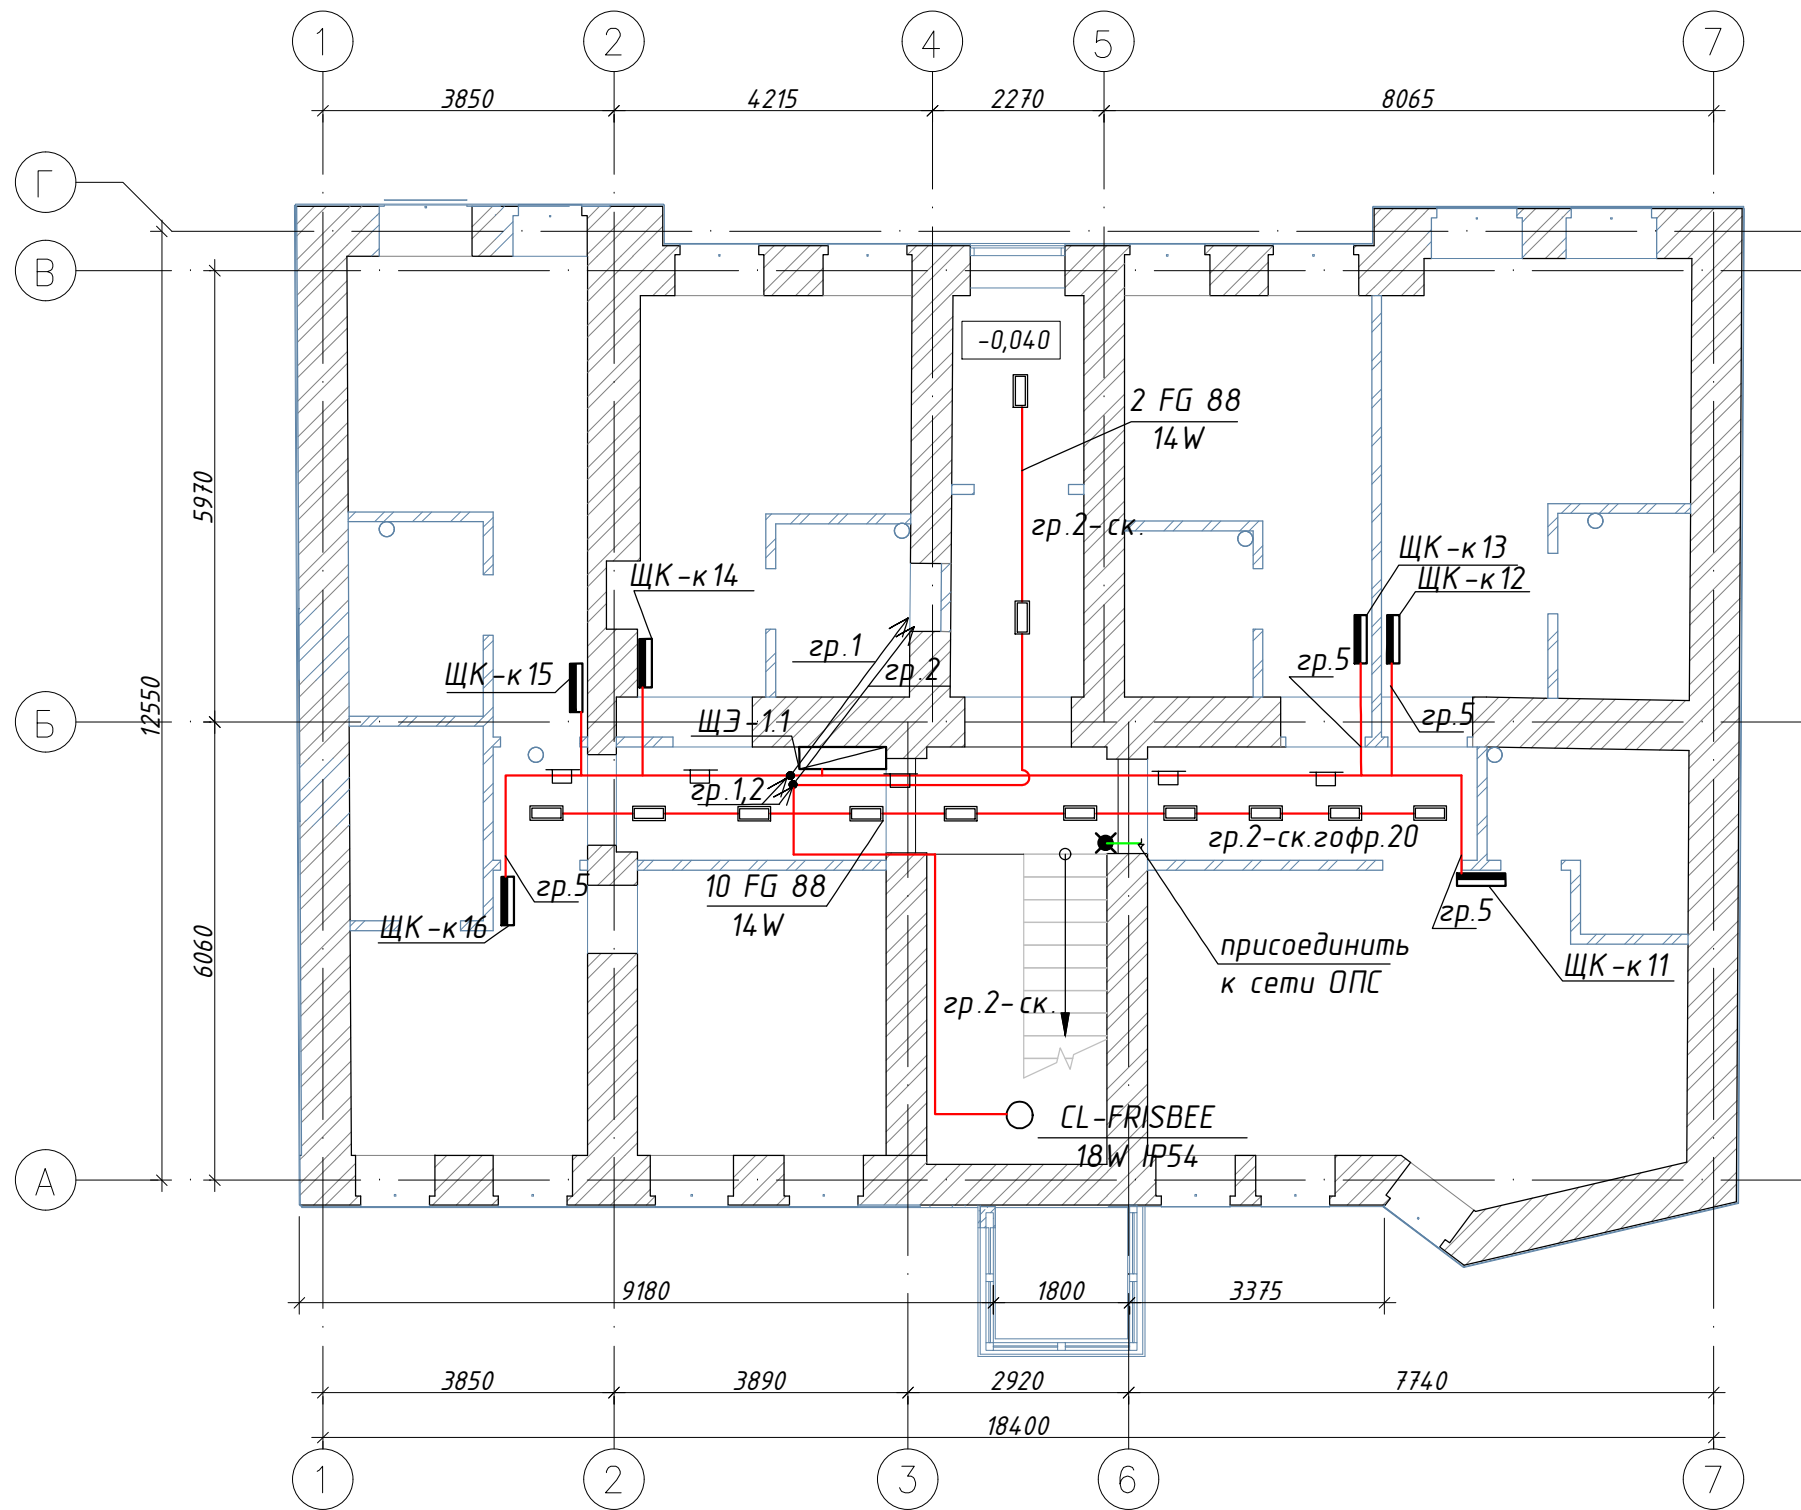 1
2
4
5
7
3850
4215
2270
8065
Г
В
-0,040
2 FG 88
14W
5970
гр.2-ск.
ЩК-к13
ЩК-к14
ЩК-к12
гр.1
гр.5
ЩК-к15
гр.2
12550
Б
ЩЭ-1.1
гр.5
гр.1,2
гр.2-ск.гофр.20
гр.5
10 FG 88
14W
гр.5
ЩК-к16
6060
присоединить
к сети ОПС
ЩК-к11
гр.2-ск.
CL-FRISBEE
18W IP54
А
9180
1800
3375
3850
3890
2920
7740
18400
1
2
3
6
7